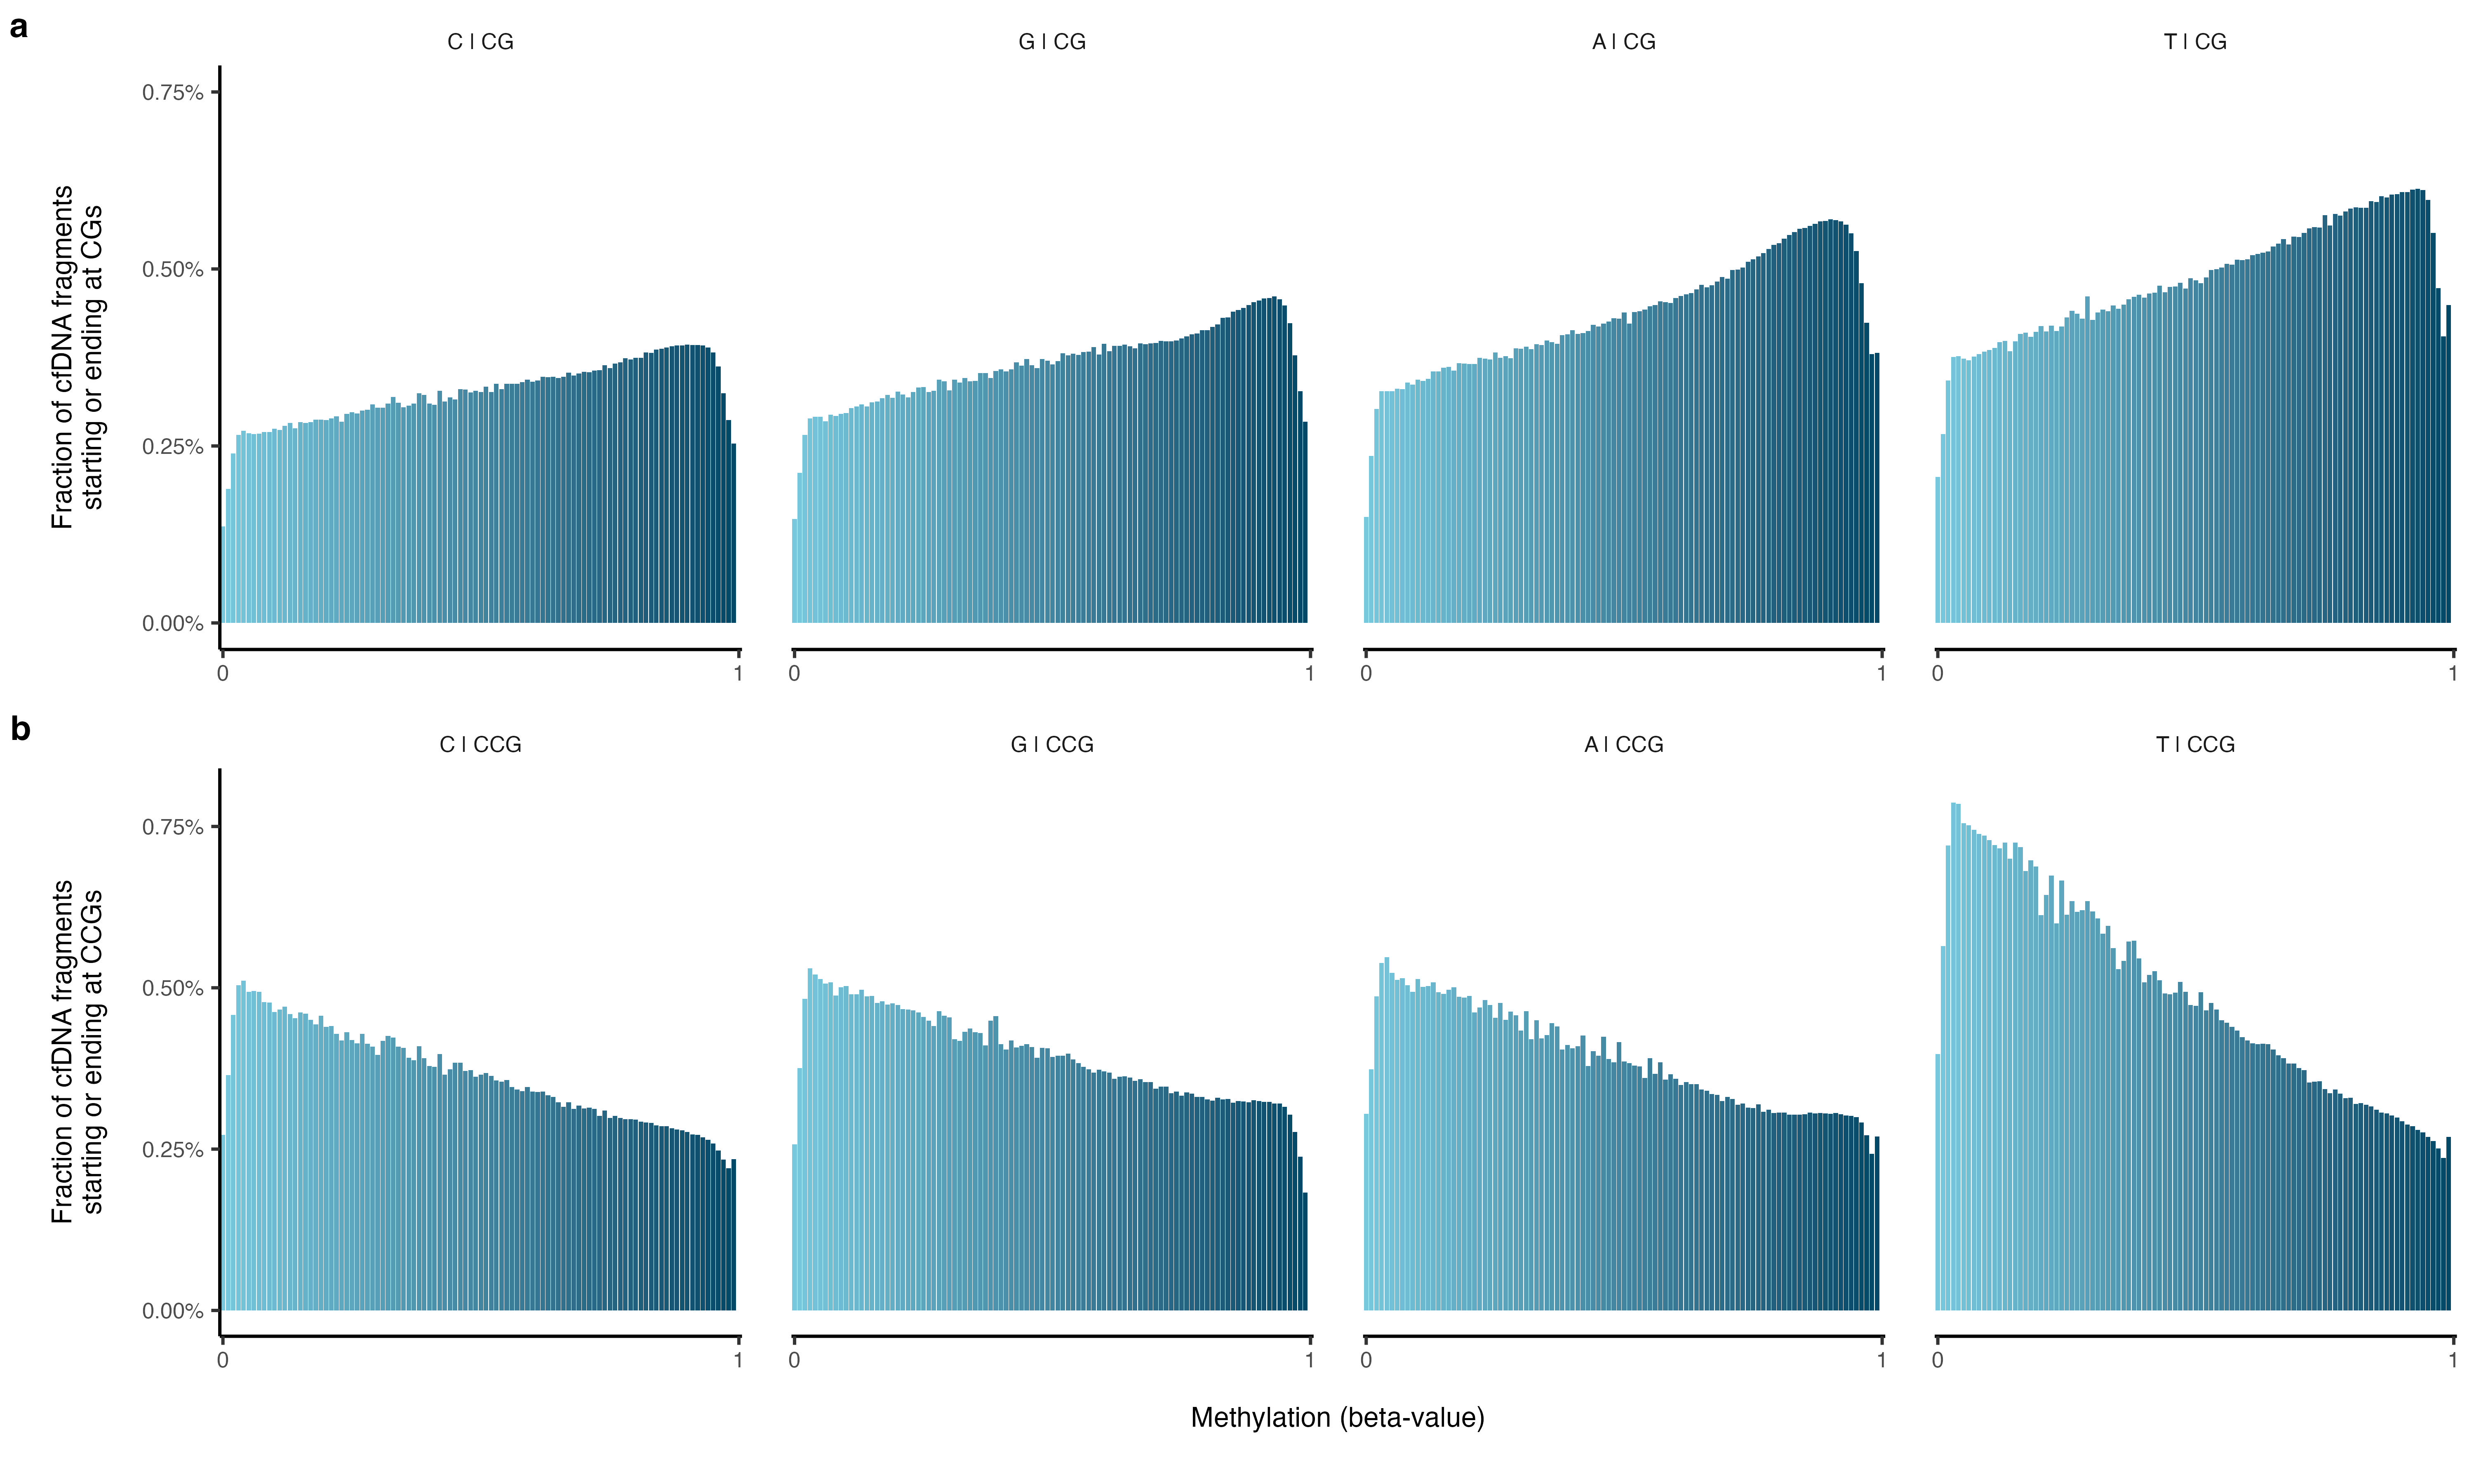 a
C | CG
G | CG
A | CG
T | CG
Fraction of cfDNA fragments
starting or ending at CGs
0.75%
0.50%
0.25%
0.00%
0
1
0
1
0
1
0
1
b
C | CCG
G | CCG
A | CCG
T | CCG
Fraction of cfDNA fragments
starting or ending at CCGs
0.75%
0.50%
0.25%
0.00%
0
1
0
1
0
1
0
1
Methylation (beta-value)